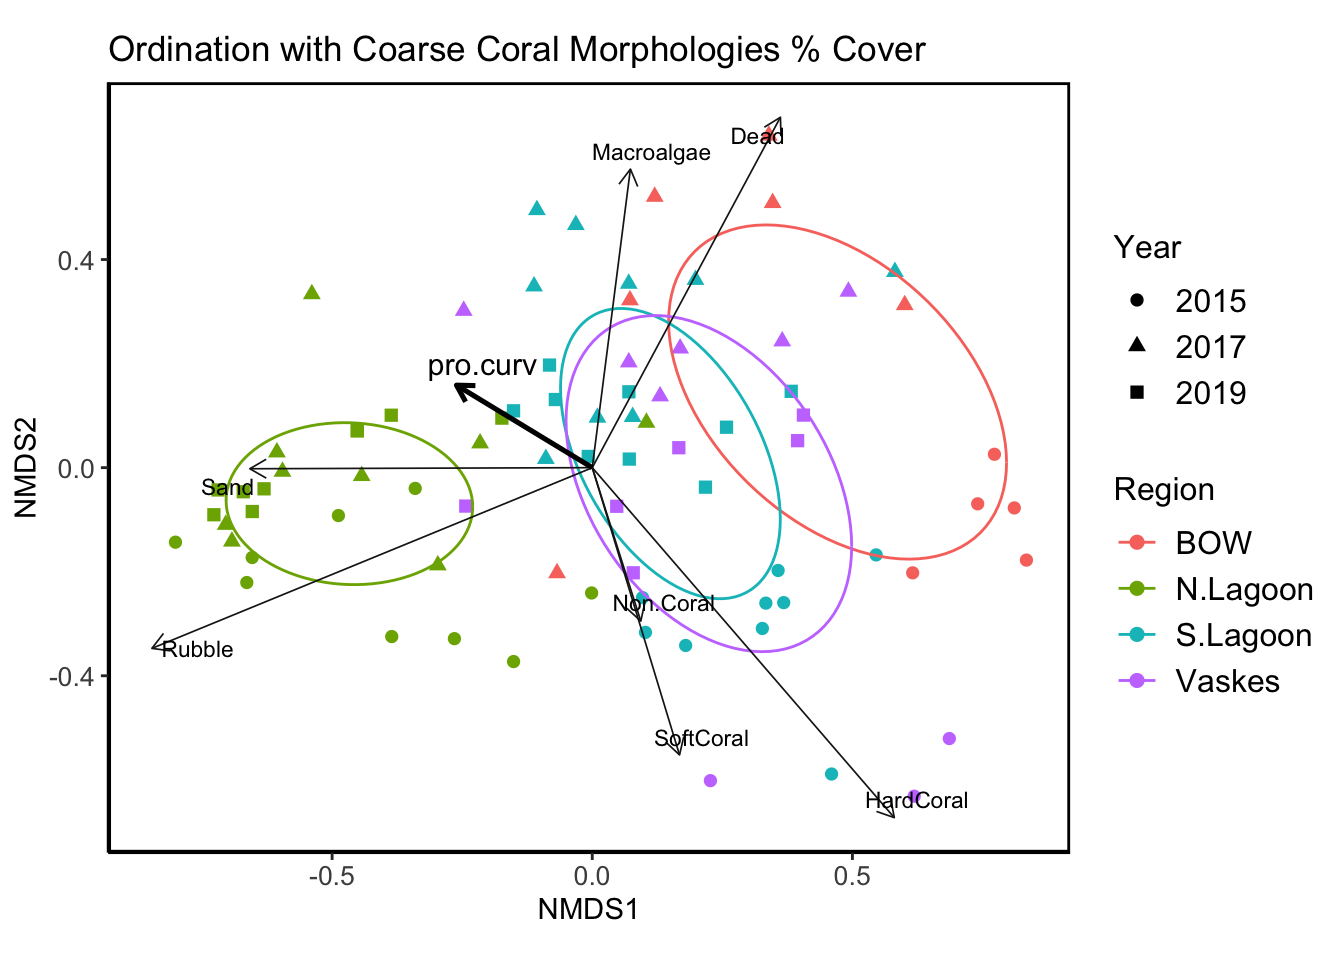 Ordination with Coarse Coral Morphologies % Cover
Dead
Macroalgae
pro.curv
Sand
Non.Coral
Rubble
SoftCoral
HardCoral
0.4
0.0
-0.4
NMDS2
-0.5
0.0
0.5
NMDS1
Year
2015
2017
2019
Region
BOW
N.Lagoon
S.Lagoon
Vaskes